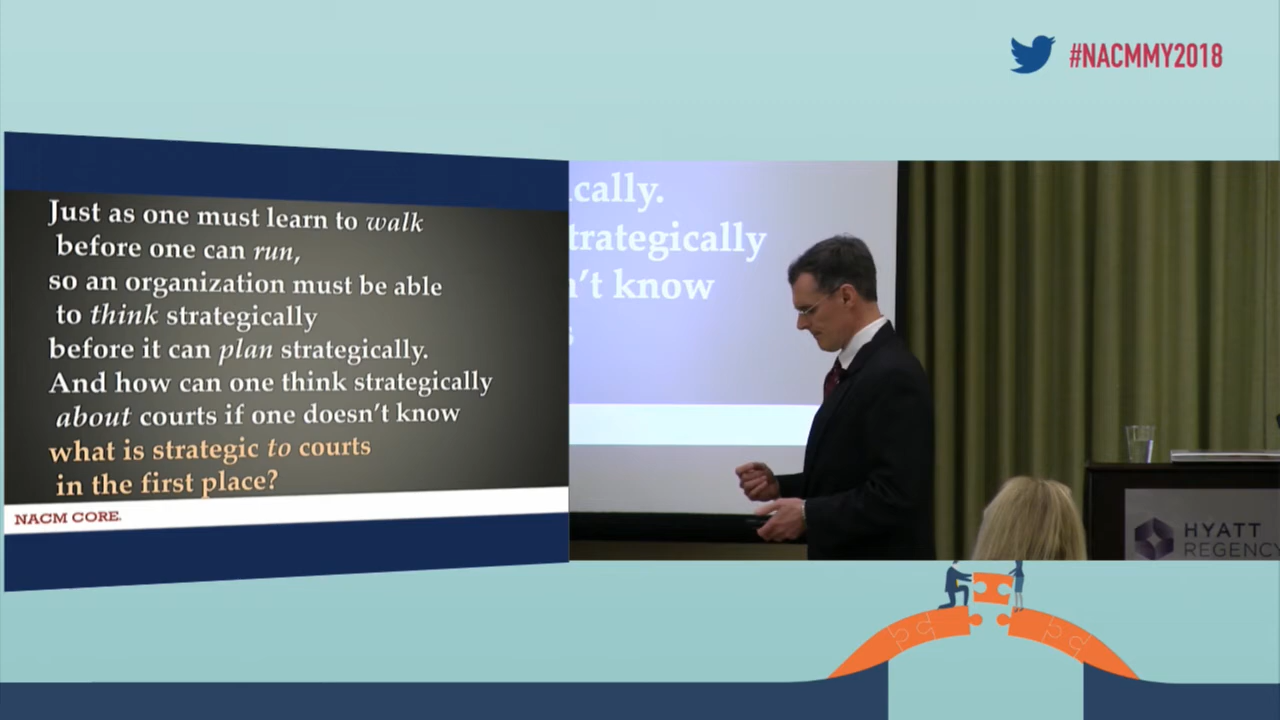 #NACMMY2018
Just as one must learn to walk
before one can run,
so an organization must be able
to think strategically
before it can plan strategically.
And how can one think strategically
about courts if one doesn't know
what is strategic to courts
in the first place?
NACM CORE.
cally.
trategically
n't know
HYATT
REGENCY